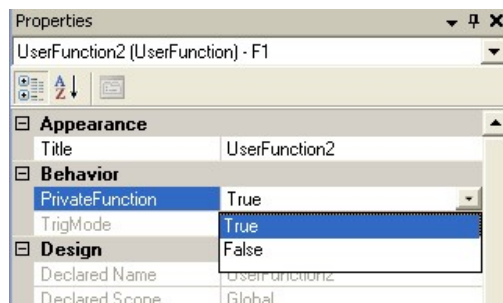 Properties
UserFunction2 (UserFunction) - F1
Appearance
Title UserFunction2
Behavior
PrivateFunction True
TrigMode True
False
Design
Declared Name UserFunction2
Declared Scope Global